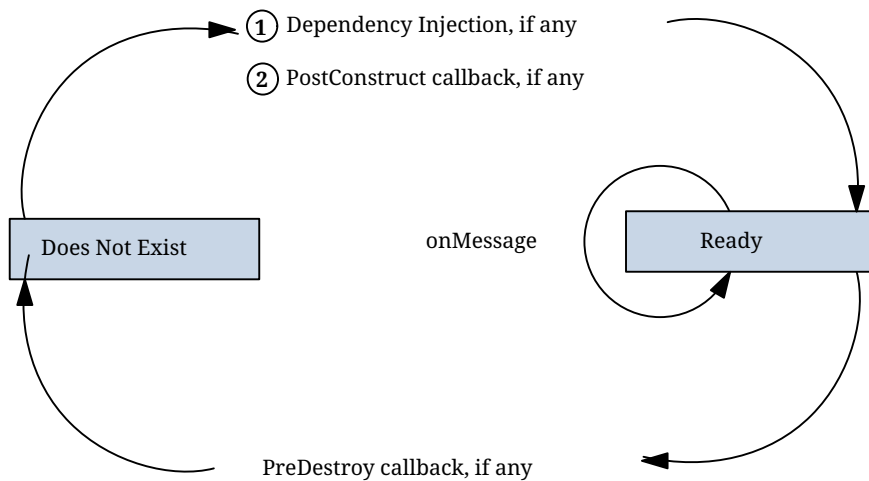 1 Dependency Injection, if any
2 PostConstruct callback, if any
Does Not Exist
onMessage
Ready
PreDestroy callback, if any